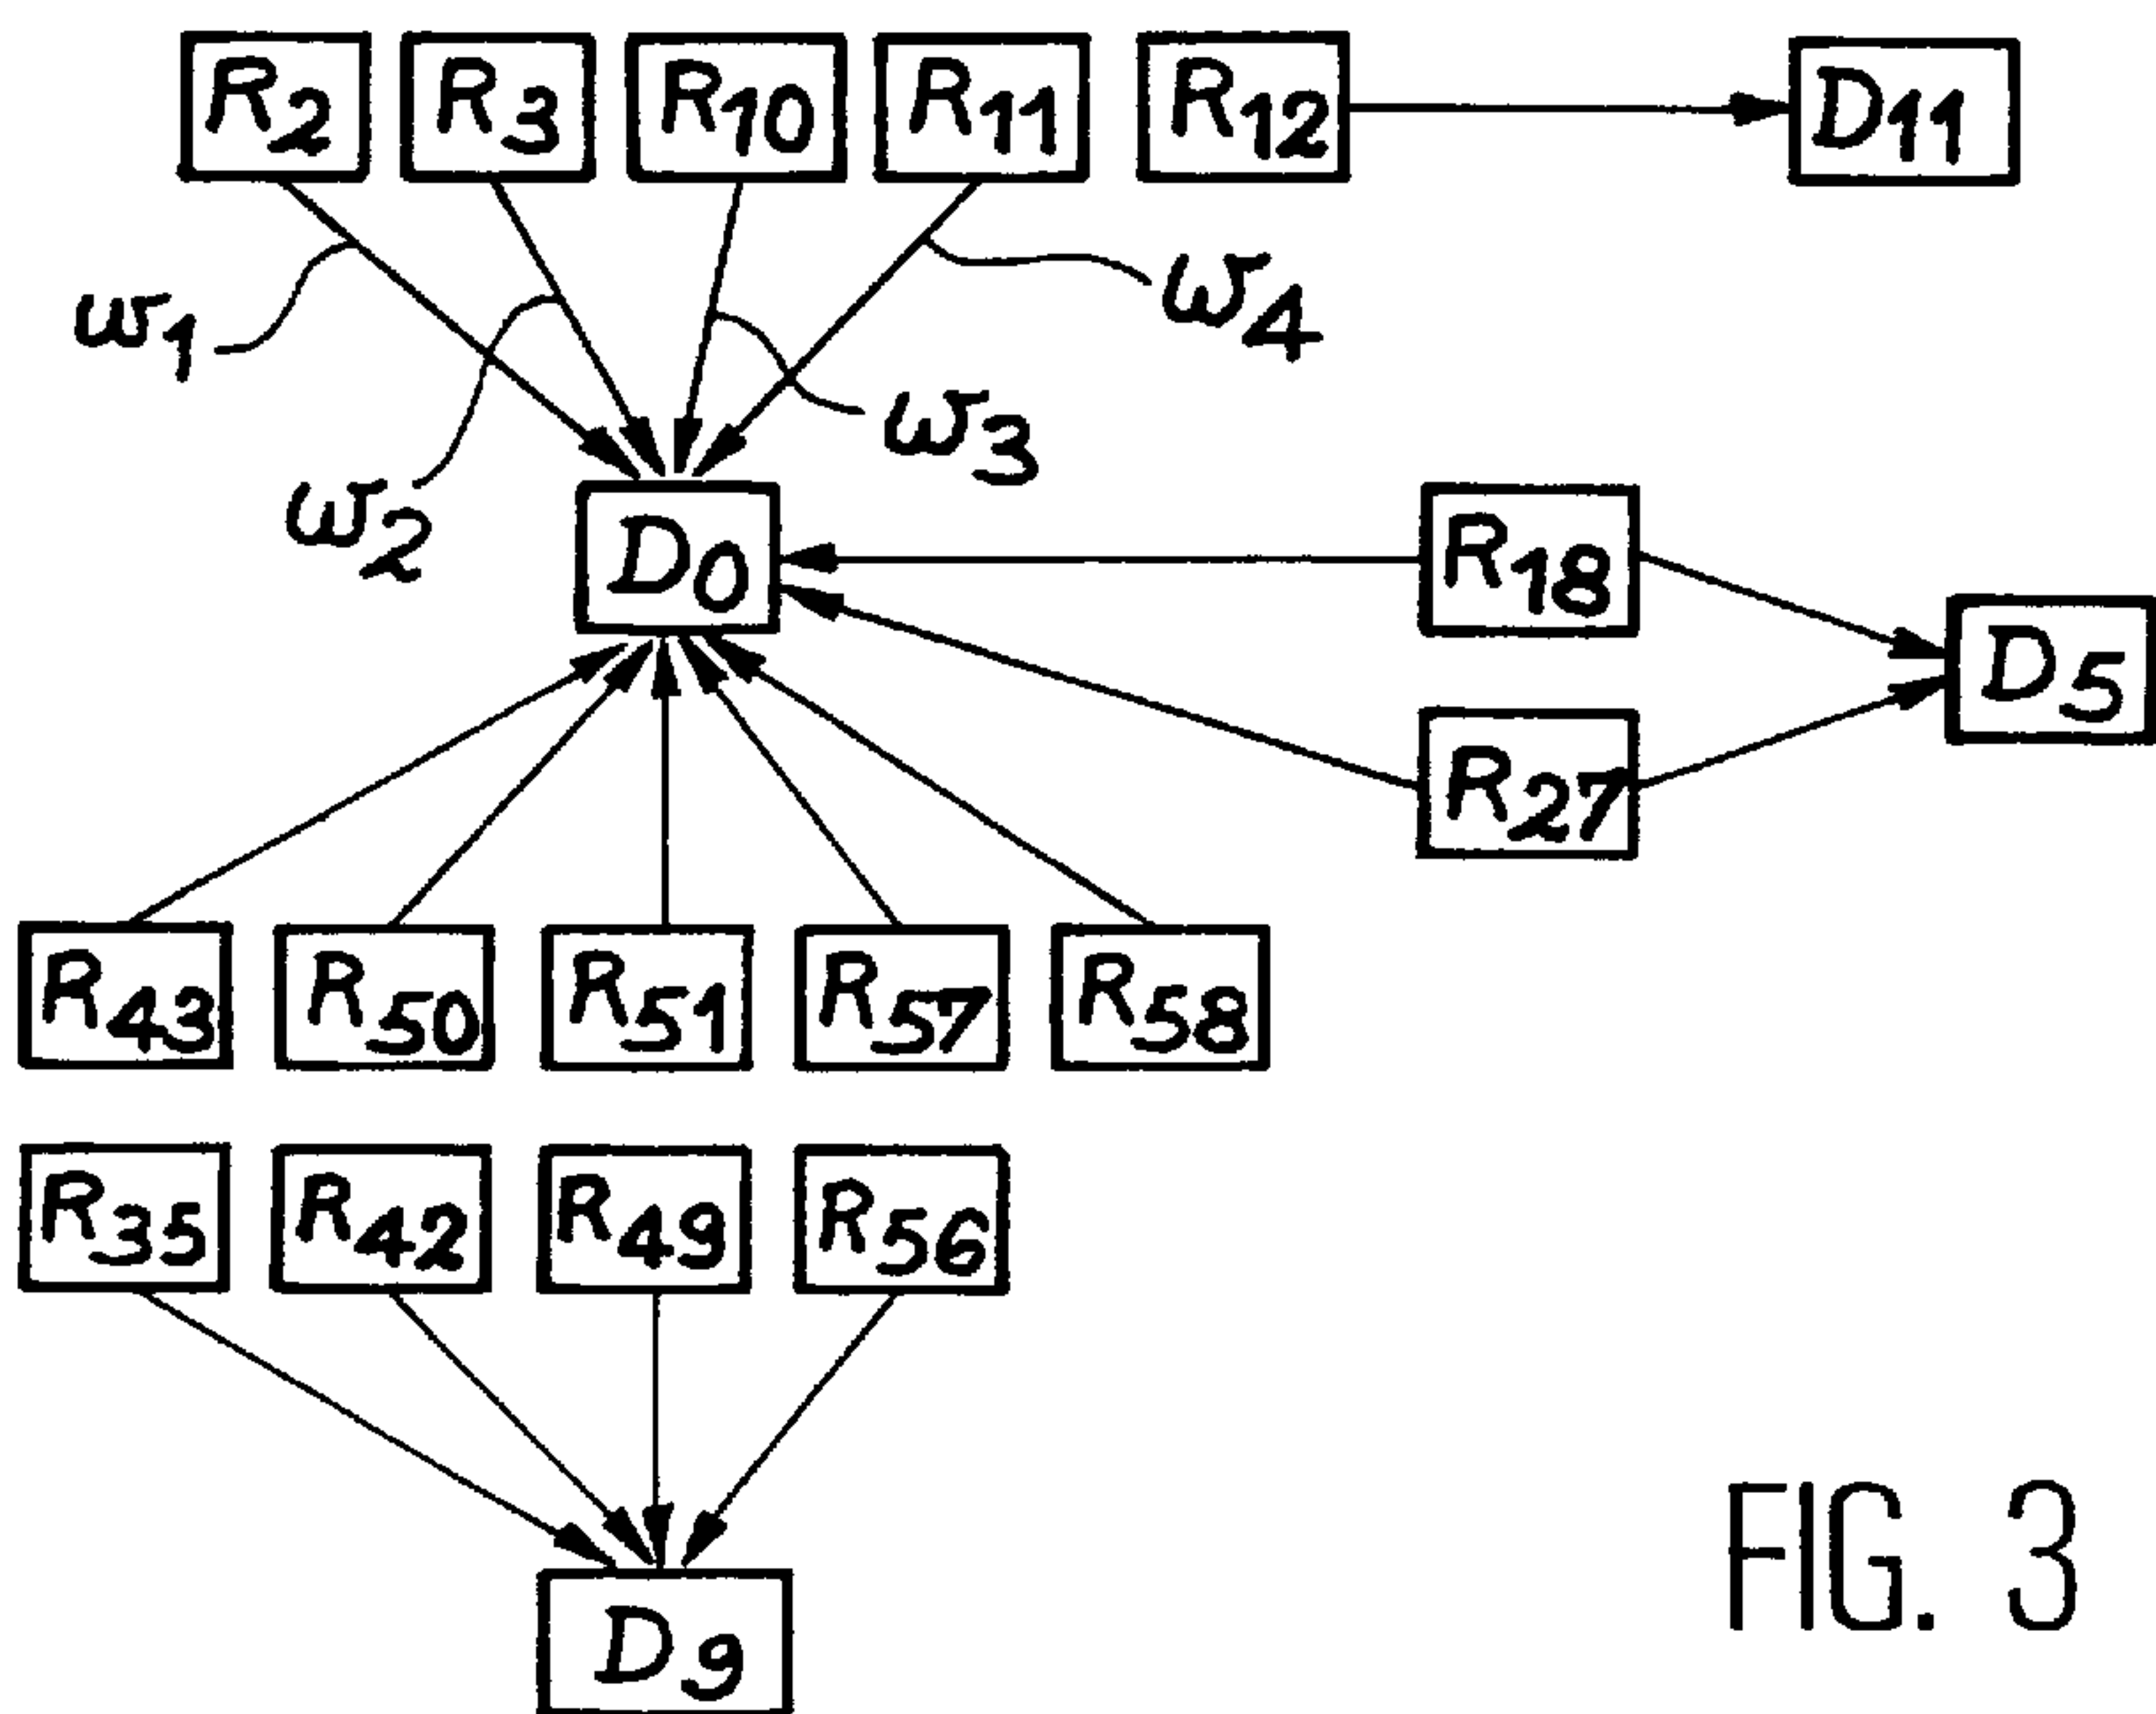 R2 R3 R10 R11 R12 D11
ω1 ω4
ω3
ω2
D0 R18
D5
R27
R43 R50 R51 R57 R58
R35 R42 R49 R56
D9
FIG. 3